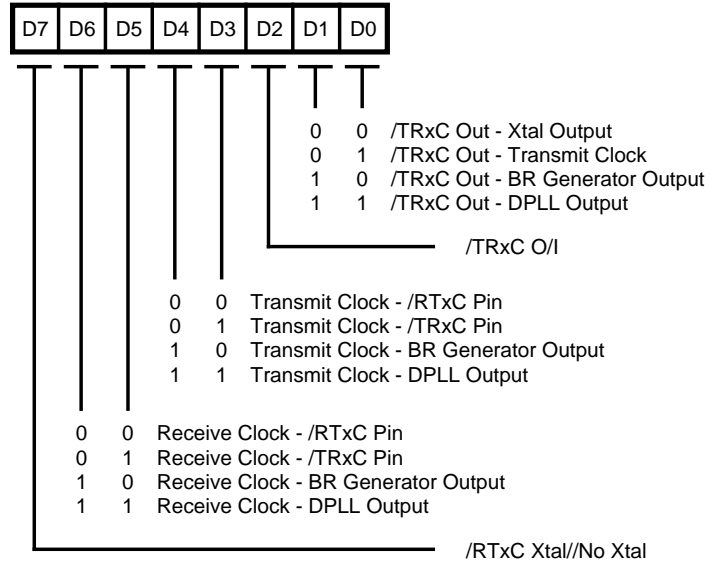 D7 D6 D5 D4 D3 D2 D1 D0
0 0 /TRxC Out - Xtal Output
0 1 /TRxC Out - Transmit Clock
1 0 /TRxC Out - BR Generator Output
1 1 /TRxC Out - DPLL Output
/TRxC O/I
0 0 Transmit Clock - /RTxC Pin
0 1 Transmit Clock - /TRxC Pin
1 0 Transmit Clock - BR Generator Output
1 1 Transmit Clock - DPLL Output
0 0 Receive Clock - /RTxC Pin
0 1 Receive Clock - /TRxC Pin
1 0 Receive Clock - BR Generator Output
1 1 Receive Clock - DPLL Output
/RTxC Xtal//No Xtal